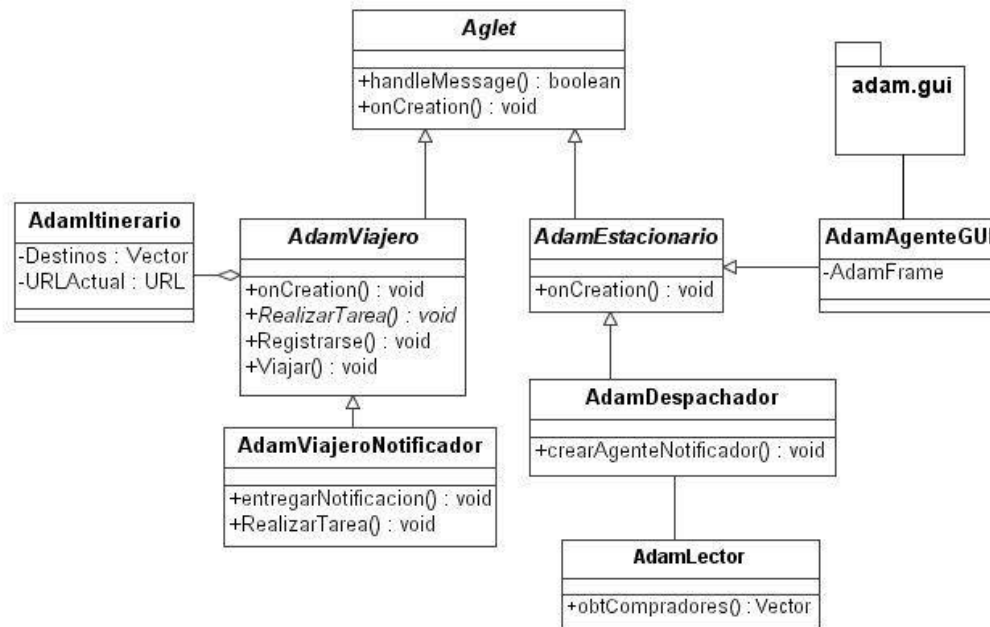 Aglet
+handleMessage() : boolean
+onCreation() : void
adam.gui
AdamItinerario
-Destinos : Vector
-URLActual : URL
AdamViajero
+onCreation() : void
+RealizarTarea() : void
+Registrarse() : void
+Viajar() : void
AdamEstacionario
+onCreation() : void
AdamAgenteGUI
-AdamFrame
AdamDespachador
+crearAgenteNotificador() : void
AdamViajeroNotificador
+entregarNotificacion() : void
+RealizarTarea() : void
AdamLector
+obtCompradores() : Vector